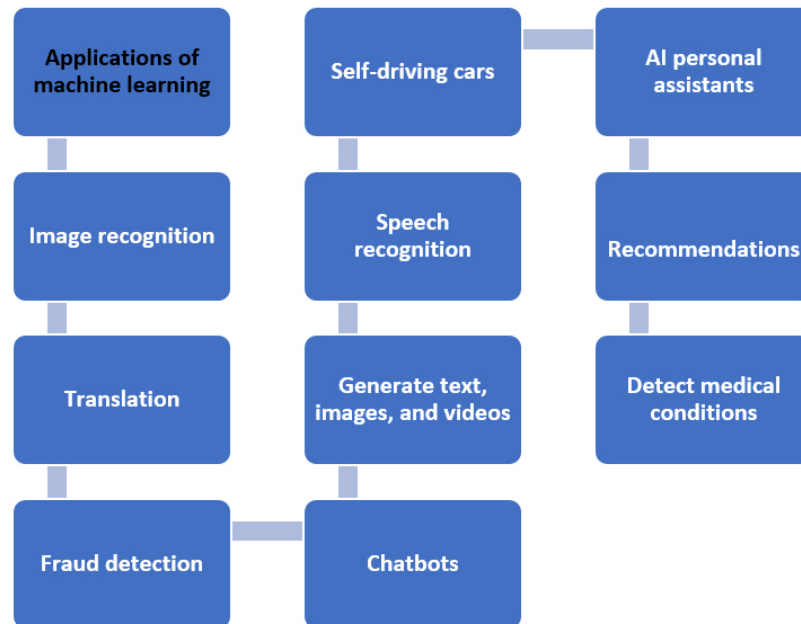 Applications of
machine learning
Image recognition
Translation
Fraud detection
Chatbots
Generate text,
images, and videos
Speech
recognition
Self-driving cars
AI personal
assistants
Recommendations
Detect medical
conditions